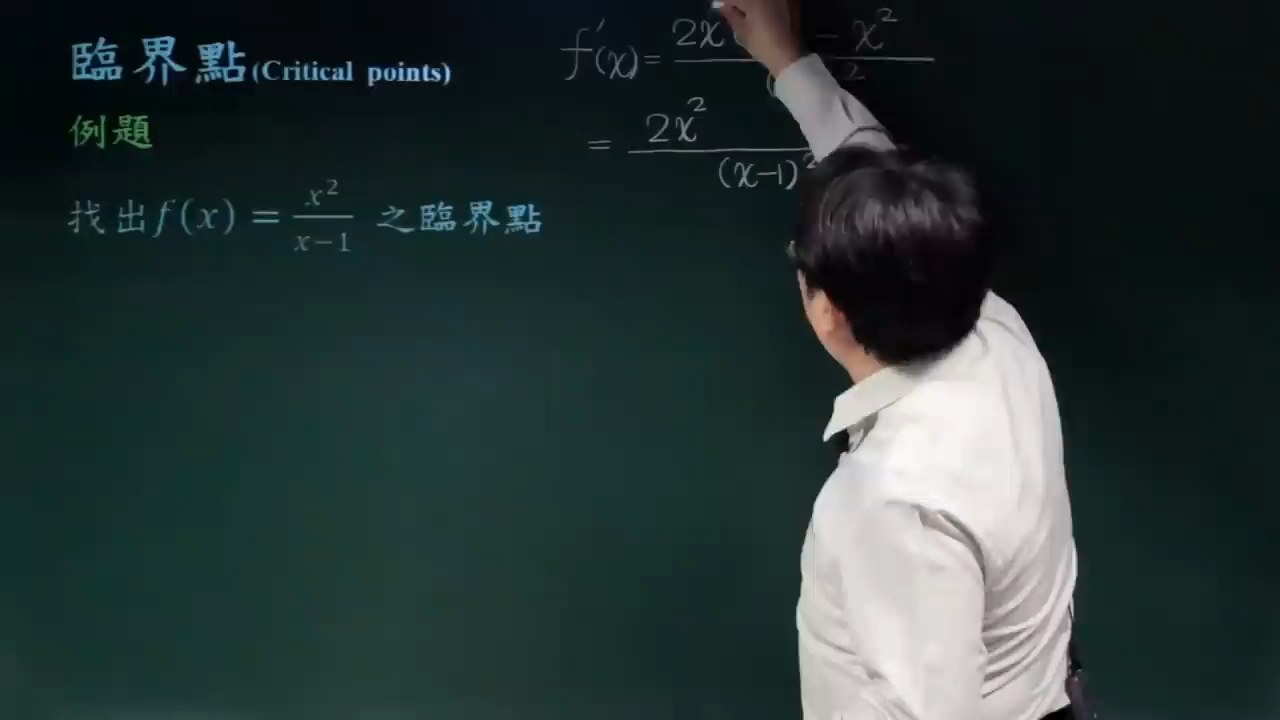 臨界點(Critical points)
例題
找出f(x) = x²/(x−1) 之臨界點
f'(x) = 2x − x²
= 2x² / (x−1)²